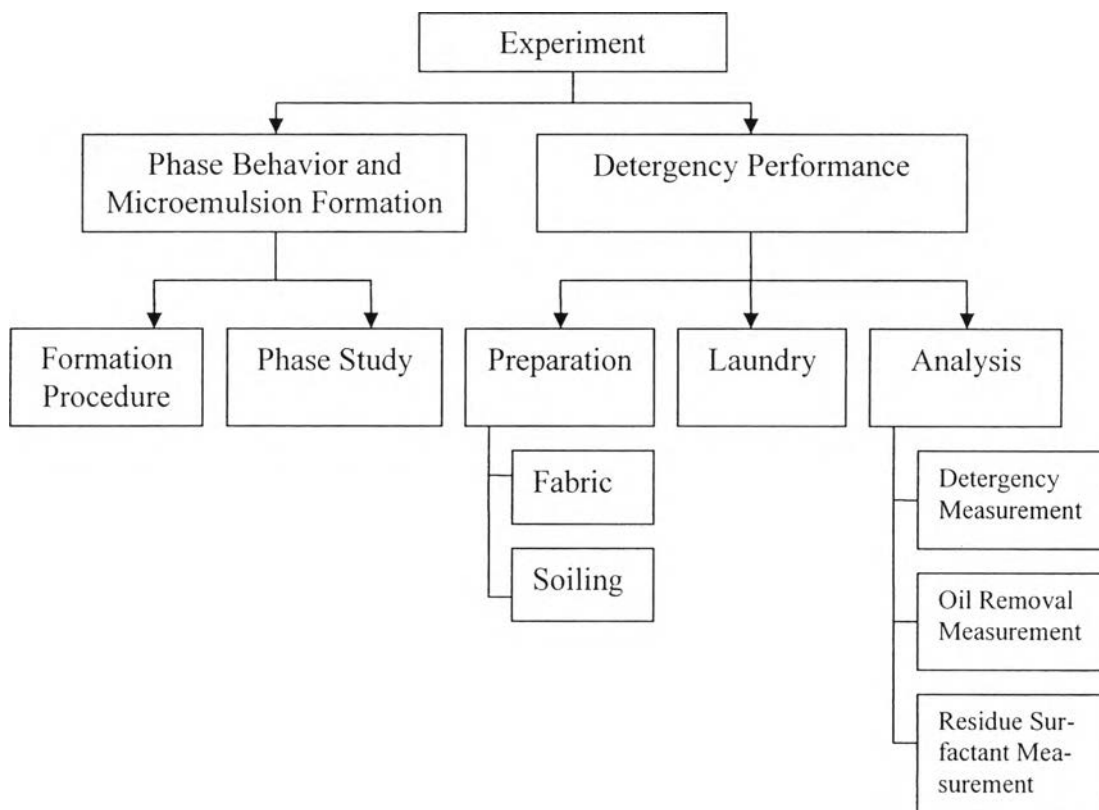 Experiment
Phase Behavior and
Microemulsion Formation
Detergency Performance
Formation
Procedure
Phase Study
Preparation
Laundry
Analysis
Fabric
Soiling
Detergency
Measurement
Oil Removal
Measurement
Residue Sur-
factant Mea-
surement